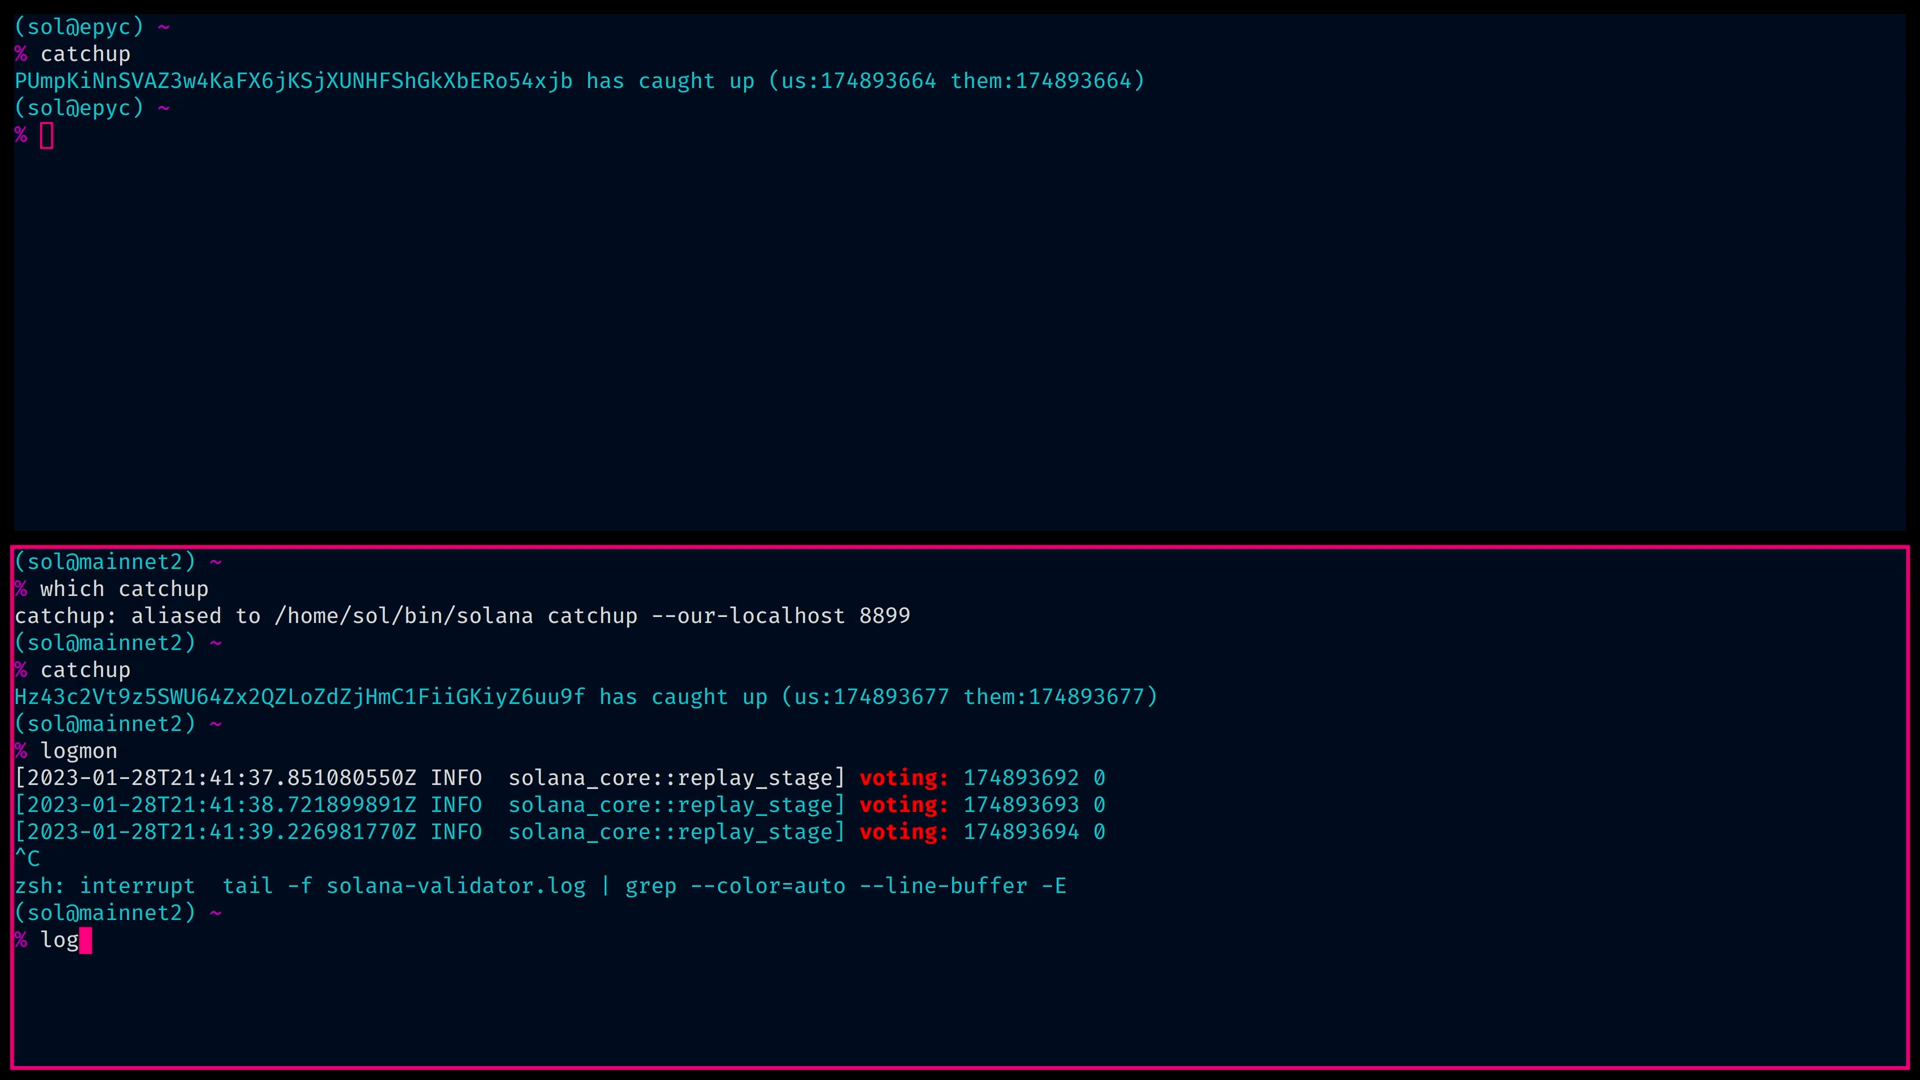 (sol@epyc) ~
% catchup
PUmpKiNnSVAZ3w4KaFX6jKSjXUNHFShGkXbERo54xjb has caught up (us:174893664 them:174893664)
(sol@epyc) ~
%
(sol@mainnet2) ~
% which catchup
catchup: aliased to /home/sol/bin/solana catchup --our-localhost 8899
(sol@mainnet2) ~
% catchup
Hz43c2Vt9z5SWU64Zx2QZLoZdZjHmC1FiiGKiyZ6uu9f has caught up (us:174893677 them:174893677)
(sol@mainnet2) ~
% logmon
[2023-01-28T21:41:37.851080550Z INFO  solana_core::replay_stage] voting: 174893692 0
[2023-01-28T21:41:38.721899891Z INFO  solana_core::replay_stage] voting: 174893693 0
[2023-01-28T21:41:39.226981770Z INFO  solana_core::replay_stage] voting: 174893694 0
^C
zsh: interrupt  tail -f solana-validator.log | grep --color=auto --line-buffer -E
(sol@mainnet2) ~
% log